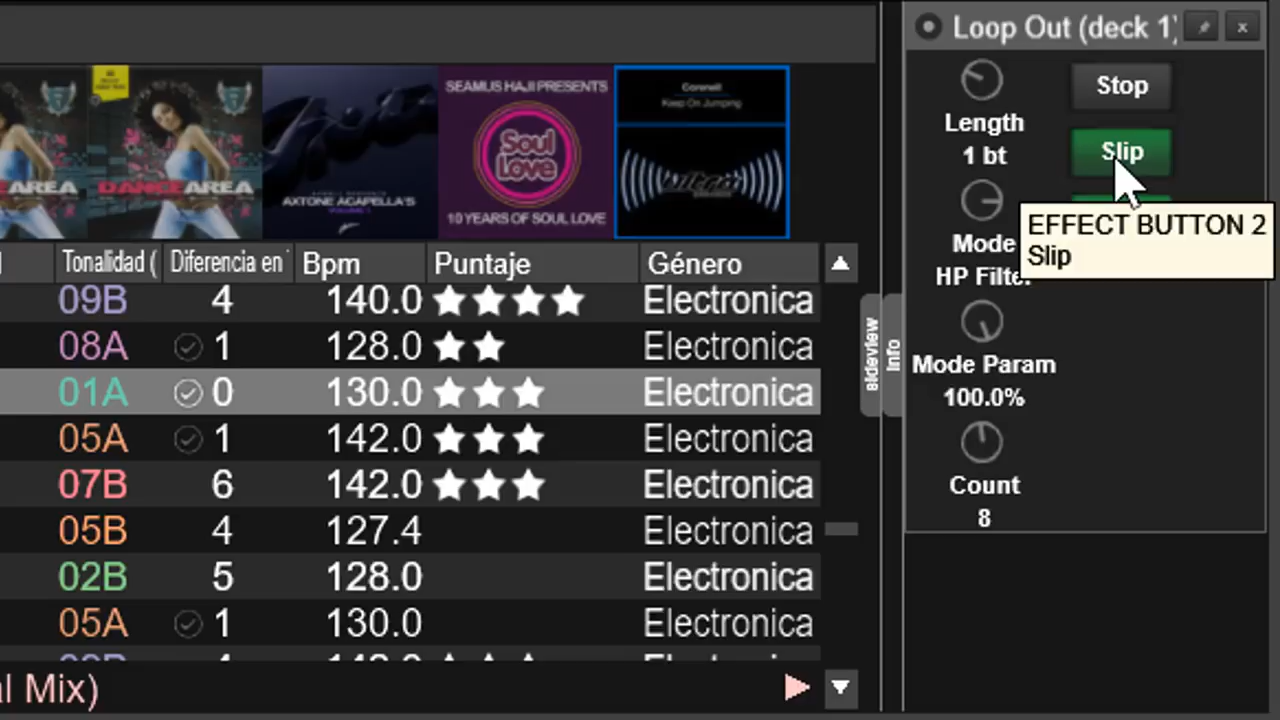 Loop Out (deck 1)
Length
1 bt
Mode
HP Filter
Mode Param
100.0%
Count
8
Stop
Slip
EFFECT BUTTON 2
Slip
AREA
DANCEAREA
AXTONE ACAPELLA'S
VOLUME 1
SEAMUS HAJI PRESENTS
Soul
Love
10 YEARS OF SOUL LOVE
Keep On Jumping
Ultra
Tonalidad ( Diferencia en Bpm Puntaje Género
09B 4 140.0 Electronica
08A 1 128.0 Electronica
01A 0 130.0 Electronica
05A 1 142.0 Electronica
07B 6 142.0 Electronica
05B 4 127.4 Electronica
02B 5 128.0 Electronica
05A 1 130.0 Electronica
sideview
info
al Mix)